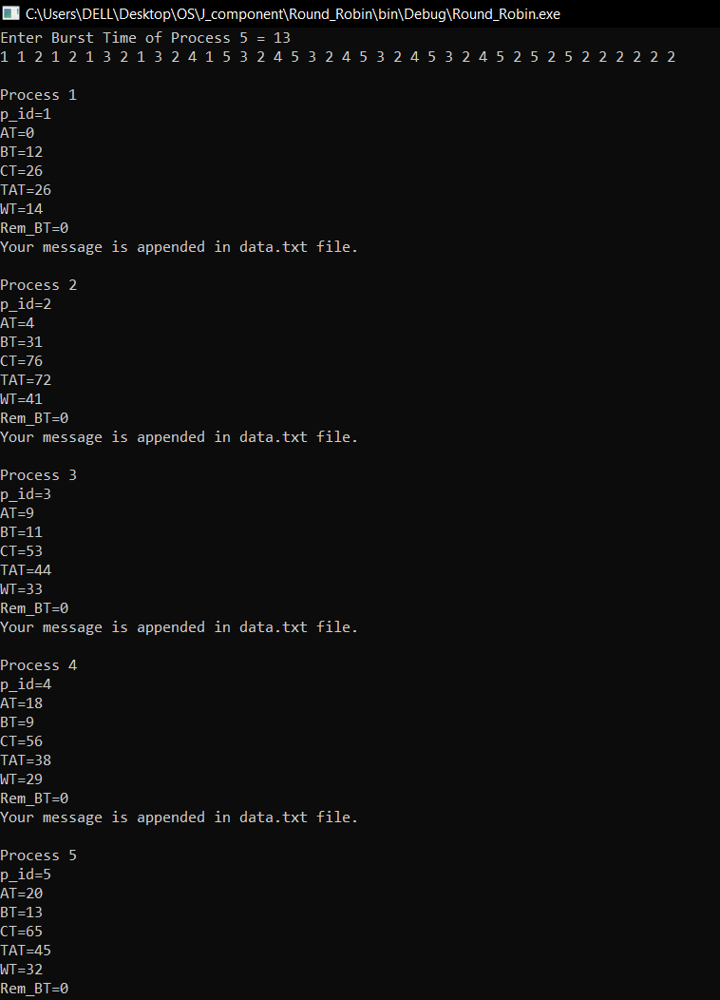 C:\Users\DELL\Desktop\OS\J_component\Round_Robin\bin\Debug\Round_Robin.exe
Enter Burst Time of Process 5 = 13
1 1 2 1 2 1 3 2 1 3 2 4 1 5 3 2 4 5 3 2 4 5 3 2 4 5 3 2 4 5 2 5 2 5 2 2 2 2 2 2
Process 1
p_id=1
AT=0
BT=12
CT=26
TAT=26
WT=14
Rem_BT=0
Your message is appended in data.txt file.
Process 2
p_id=2
AT=4
BT=31
CT=76
TAT=72
WT=41
Rem_BT=0
Your message is appended in data.txt file.
Process 3
p_id=3
AT=9
BT=11
CT=53
TAT=44
WT=33
Rem_BT=0
Your message is appended in data.txt file.
Process 4
p_id=4
AT=18
BT=9
CT=56
TAT=38
WT=29
Rem_BT=0
Your message is appended in data.txt file.
Process 5
p_id=5
AT=20
BT=13
CT=65
TAT=45
WT=32
Rem_BT=0